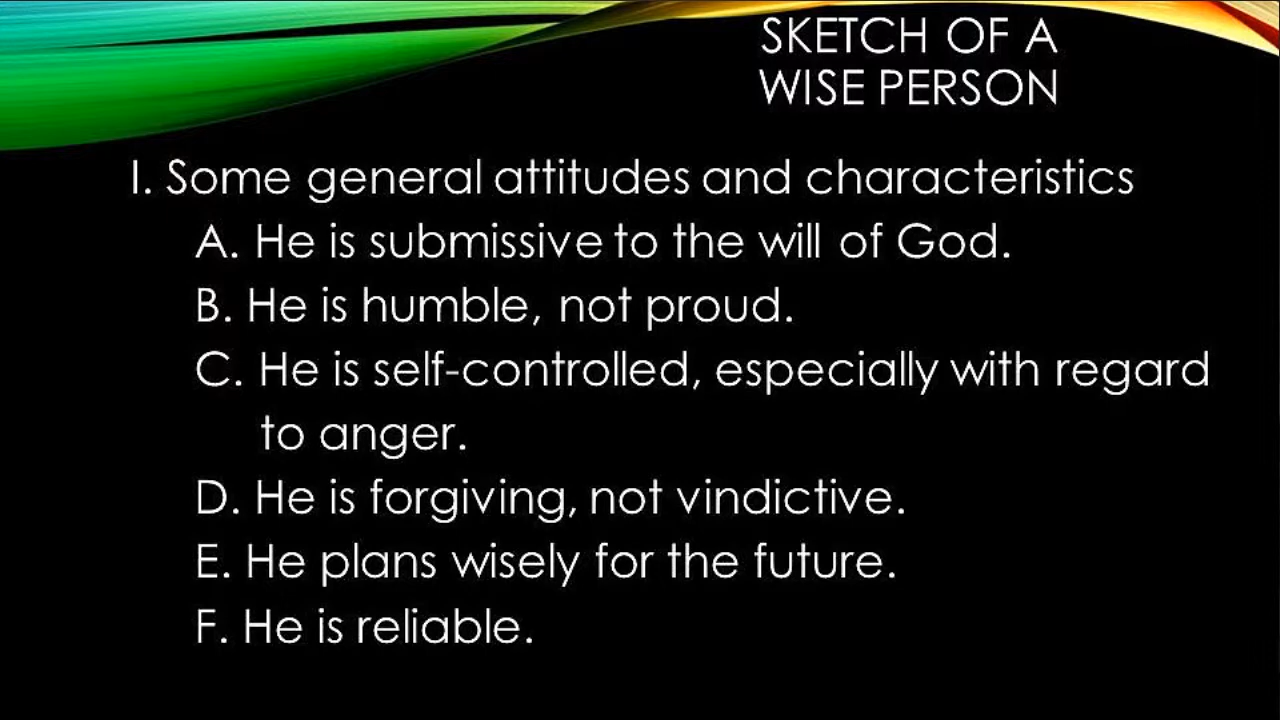 SKETCH OF A
WISE PERSON
I. Some general attitudes and characteristics
A. He is submissive to the will of God.
B. He is humble, not proud.
C. He is self-controlled, especially with regard
to anger.
D. He is forgiving, not vindictive.
E. He plans wisely for the future.
F. He is reliable.